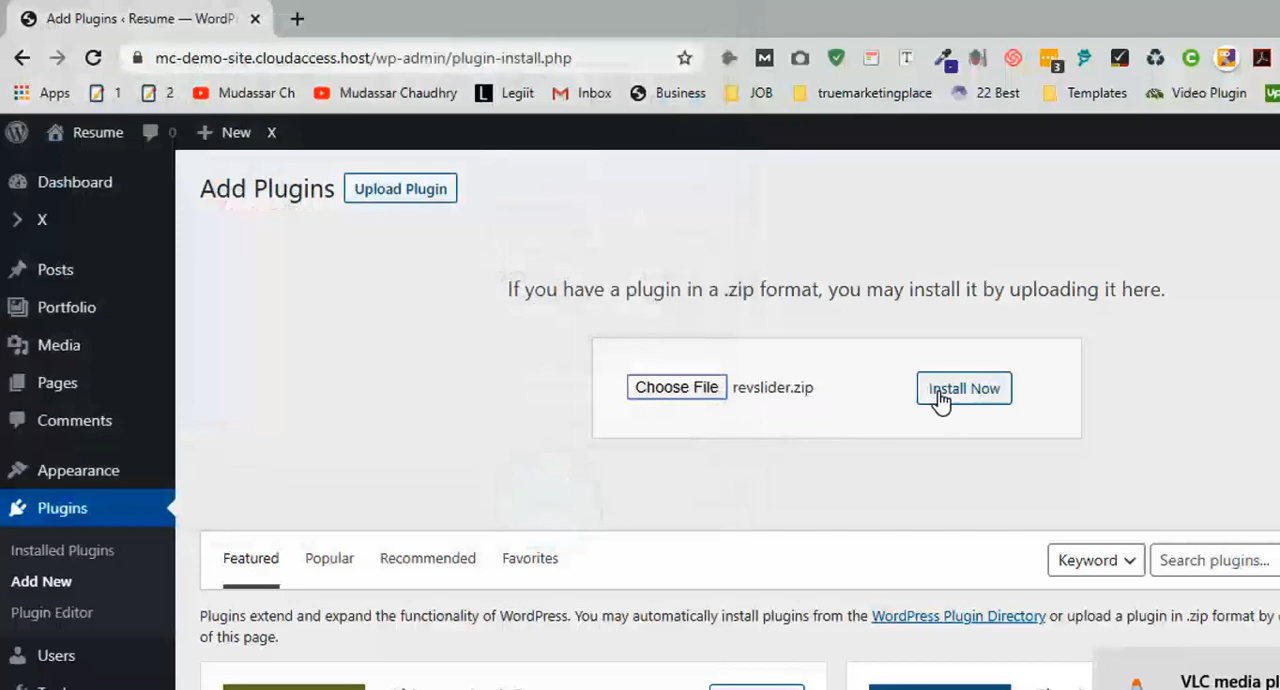 Add Plugins ‹ Resume — WordP
mc-demo-site.cloudaccess.host/wp-admin/plugin-install.php
M T 3 C
Apps 1 2 Mudassar Ch Mudassar Chaudhry L Legiit Inbox Business JOB truemarketingplace 22 Best Templates Video Plugin up
Resume 0 New X
Dashboard
X
Posts
Portfolio
Media
Pages
Comments
Appearance
Plugins
Installed Plugins
Add New
Plugin Editor
Users
Add Plugins Upload Plugin
If you have a plugin in a .zip format, you may install it by uploading it here.
Choose File revslider.zip Install Now
Featured Popular Recommended Favorites Keyword Search plugins...
Plugins extend and expand the functionality of WordPress. You may automatically install plugins from the WordPress Plugin Directory or upload a plugin in .zip format by
of this page.
VLC media pl